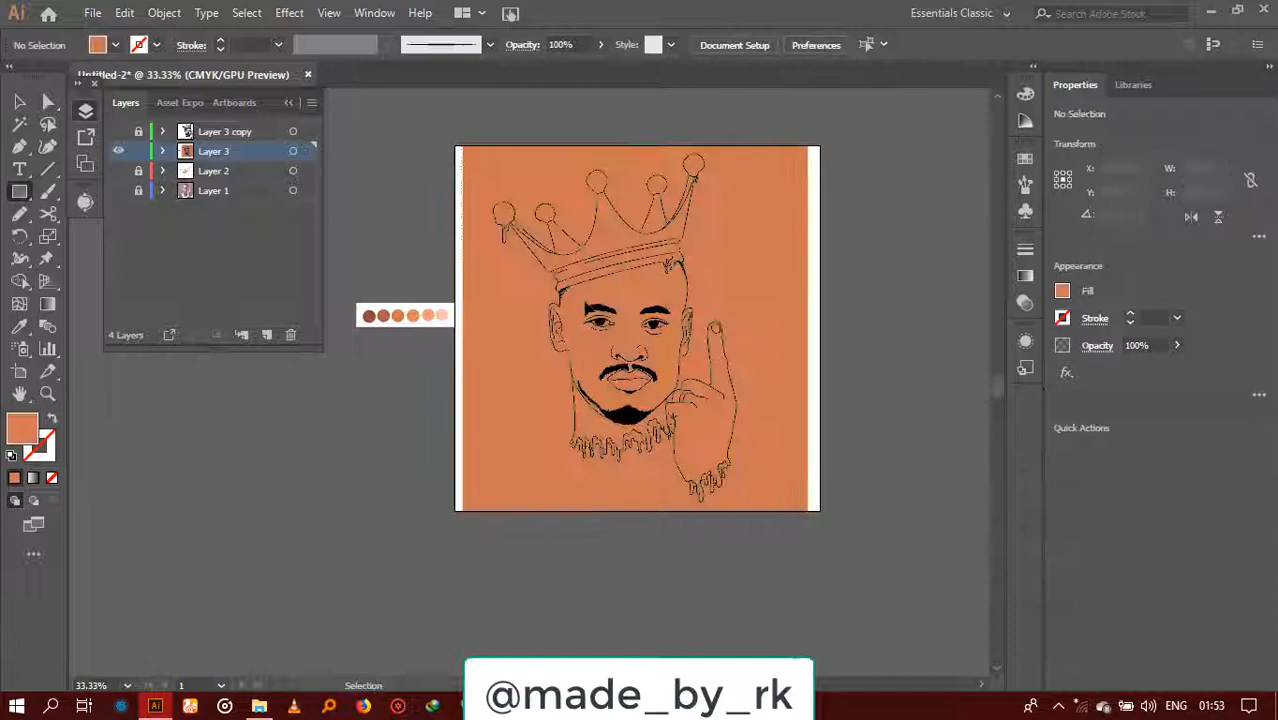 Ai File Edit Object Type Select Effect View Window Help Essentials Classic Search Adobe Stock
No Selection Stroke: Opacity: 100% Style: Document Setup Preferences
Untitled-2* @ 33.33% (CMYK/GPU Preview)
Layers Asset Expo Artboards
Layer 3 copy
Layer 3
Layer 2
Layer 1
4 Layers
Properties Libraries
No Selection
Transform
X: W:
Y: H:
Appearance
Fill
Stroke
Opacity 100%
fx.
Quick Actions
33.33% 1 Selection
@made_by_rk
Ai ENG 01:53